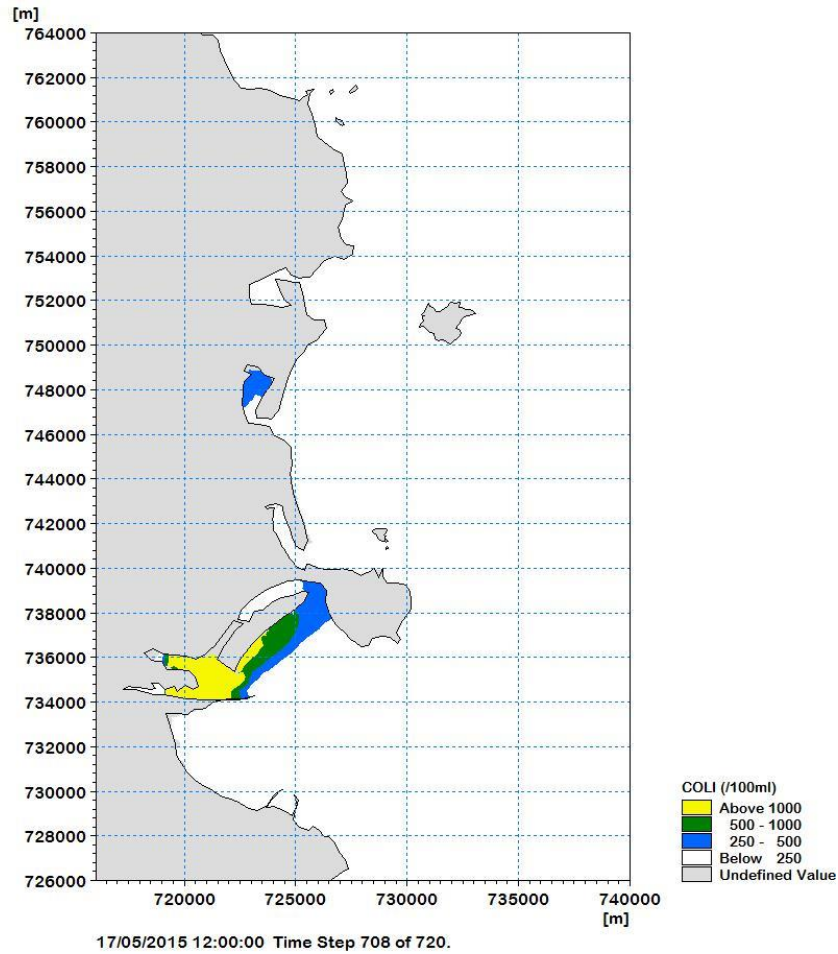 [m]
764000
762000
760000
758000
756000
754000
752000
750000
748000
746000
744000
742000
740000
738000
736000
734000
732000
730000
728000
726000
720000 725000 730000 735000 740000
[m]
COLI (/100ml)
Above 1000
500 - 1000
250 - 500
Below 250
Undefined Value
17/05/2015 12:00:00 Time Step 708 of 720.